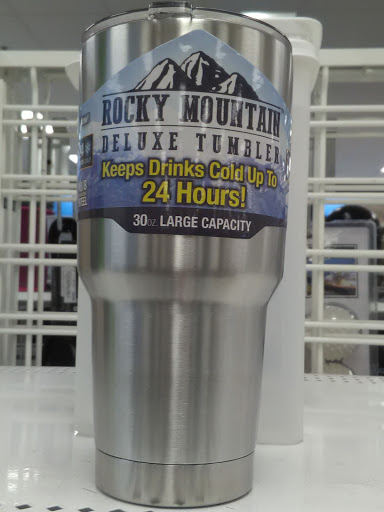 ROCKY MOUNTAIN
DELUXE TUMBLER
Keeps Drinks Cold Up To
24 Hours!
30oz. LARGE CAPACITY